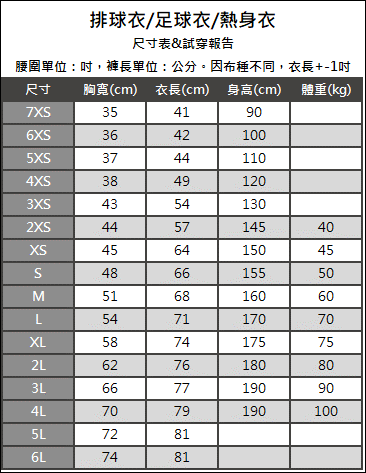 排球衣/足球衣/熱身衣
尺寸表&試穿報告
腰圍單位：吋，褲長單位：公分。因布種不同，衣長+-1吋
尺寸 胸寬(cm) 衣長(cm) 身高(cm) 體重(kg)
7XS 35 41 90
6XS 36 42 100
5XS 37 44 110
4XS 38 49 120
3XS 43 54 130
2XS 44 57 145 40
XS 45 64 150 45
S 48 66 155 50
M 51 68 160 60
L 54 71 170 70
XL 58 74 175 75
2L 62 76 180 80
3L 66 77 190 90
4L 70 79 190 100
5L 72 81
6L 74 81